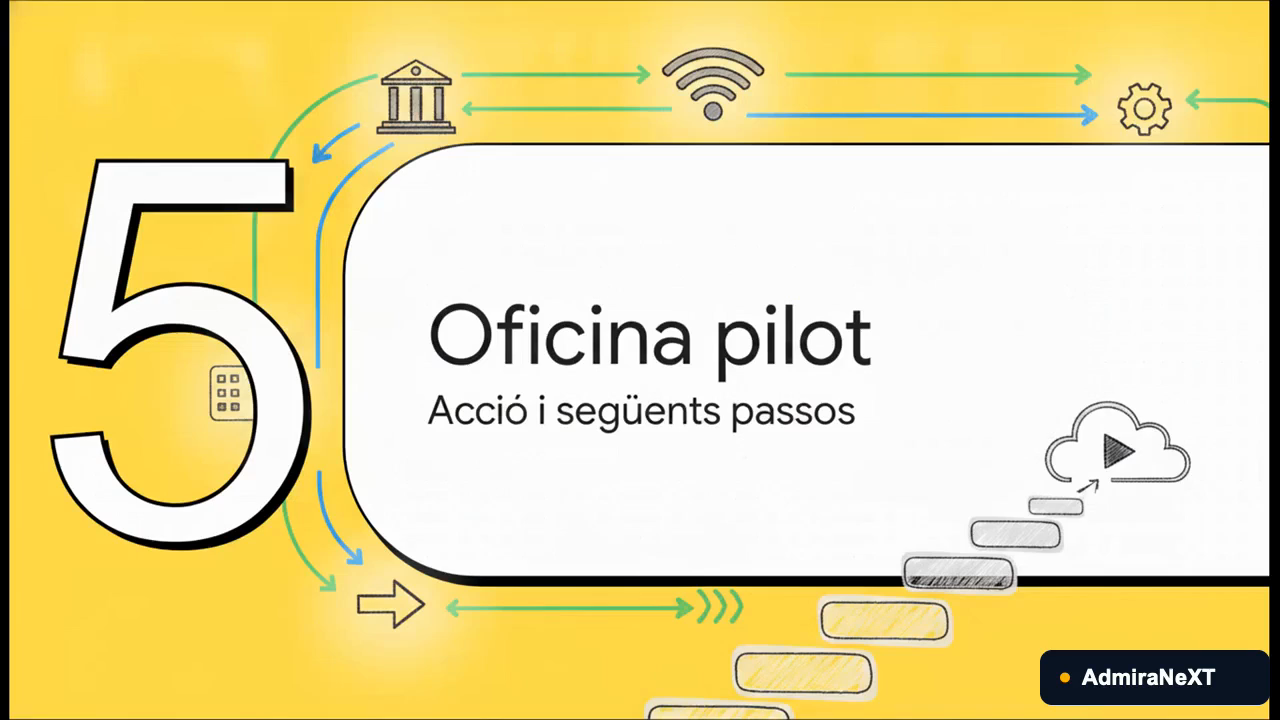 5
Oficina pilot
Acció i següents passos
AdmiraNeXT